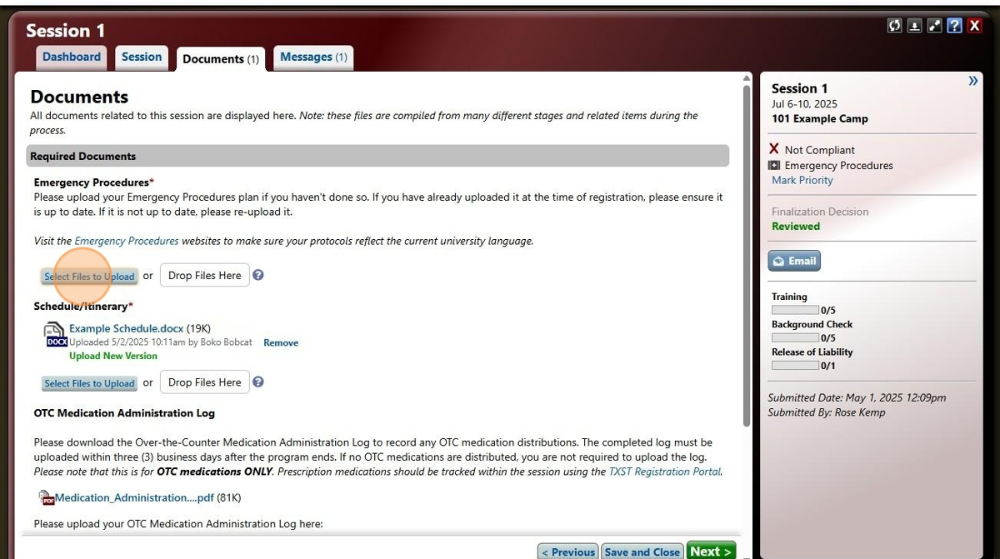 Session 1
Dashboard
Session
Documents (1)
Messages (1)
Documents
All documents related to this session are displayed here. Note: these files are compiled from many different stages and related items during the
process.
Required Documents
Emergency Procedures*
Please upload your Emergency Procedures plan if you haven't done so. If you have already uploaded it at the time of registration, please ensure it
is up to date. If it is not up to date, please re-upload it.
Visit the Emergency Procedures websites to make sure your protocols reflect the current university language.
Select Files to Upload or Drop Files Here ?
Schedule/Itinerary*
DOCX
Example Schedule.docx (19K)
Uploaded 5/2/2025 10:11am by Boko Bobcat Remove
Upload New Version
Select Files to Upload or Drop Files Here ?
OTC Medication Administration Log
Please download the Over-the-Counter Medication Administration Log to record any OTC medication distributions. The completed log must be
uploaded within three (3) business days after the program ends. If no OTC medications are distributed, you are not required to upload the log.
Please note that this is for OTC medications ONLY. Prescription medications should be tracked within the session using the TXST Registration Portal.
PDF Medication_Administration....pdf (81K)
Please upload your OTC Medication Administration Log here:
< Previous
Save and Close
Next >
? X
»
Session 1
Jul 6-10, 2025
101 Example Camp
X Not Compliant
Emergency Procedures
Mark Priority
Finalization Decision
Reviewed
Email
Training
0/5
Background Check
0/5
Release of Liability
0/1
Submitted Date: May 1, 2025 12:09pm
Submitted By: Rose Kemp